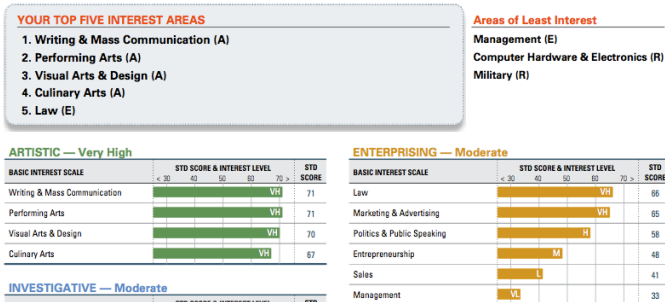 YOUR TOP FIVE INTEREST AREAS
1. Writing & Mass Communication (A)
2. Performing Arts (A)
3. Visual Arts & Design (A)
4. Culinary Arts (A)
5. Law (E)
Areas of Least Interest
Management (E)
Computer Hardware & Electronics (R)
Military (R)
ARTISTIC — Very High
BASIC INTEREST SCALE STD SCORE & INTEREST LEVEL STD SCORE
< 30 40 50 60 70 >
Writing & Mass Communication VH 71
Performing Arts VH 71
Visual Arts & Design VH 70
Culinary Arts VH 67
INVESTIGATIVE — Moderate
ENTERPRISING — Moderate
BASIC INTEREST SCALE STD SCORE & INTEREST LEVEL STD SCORE
< 30 40 50 60 70 >
Law VH 66
Marketing & Advertising VH 65
Politics & Public Speaking H 58
Entrepreneurship M 48
Sales L 41
Management VL 33